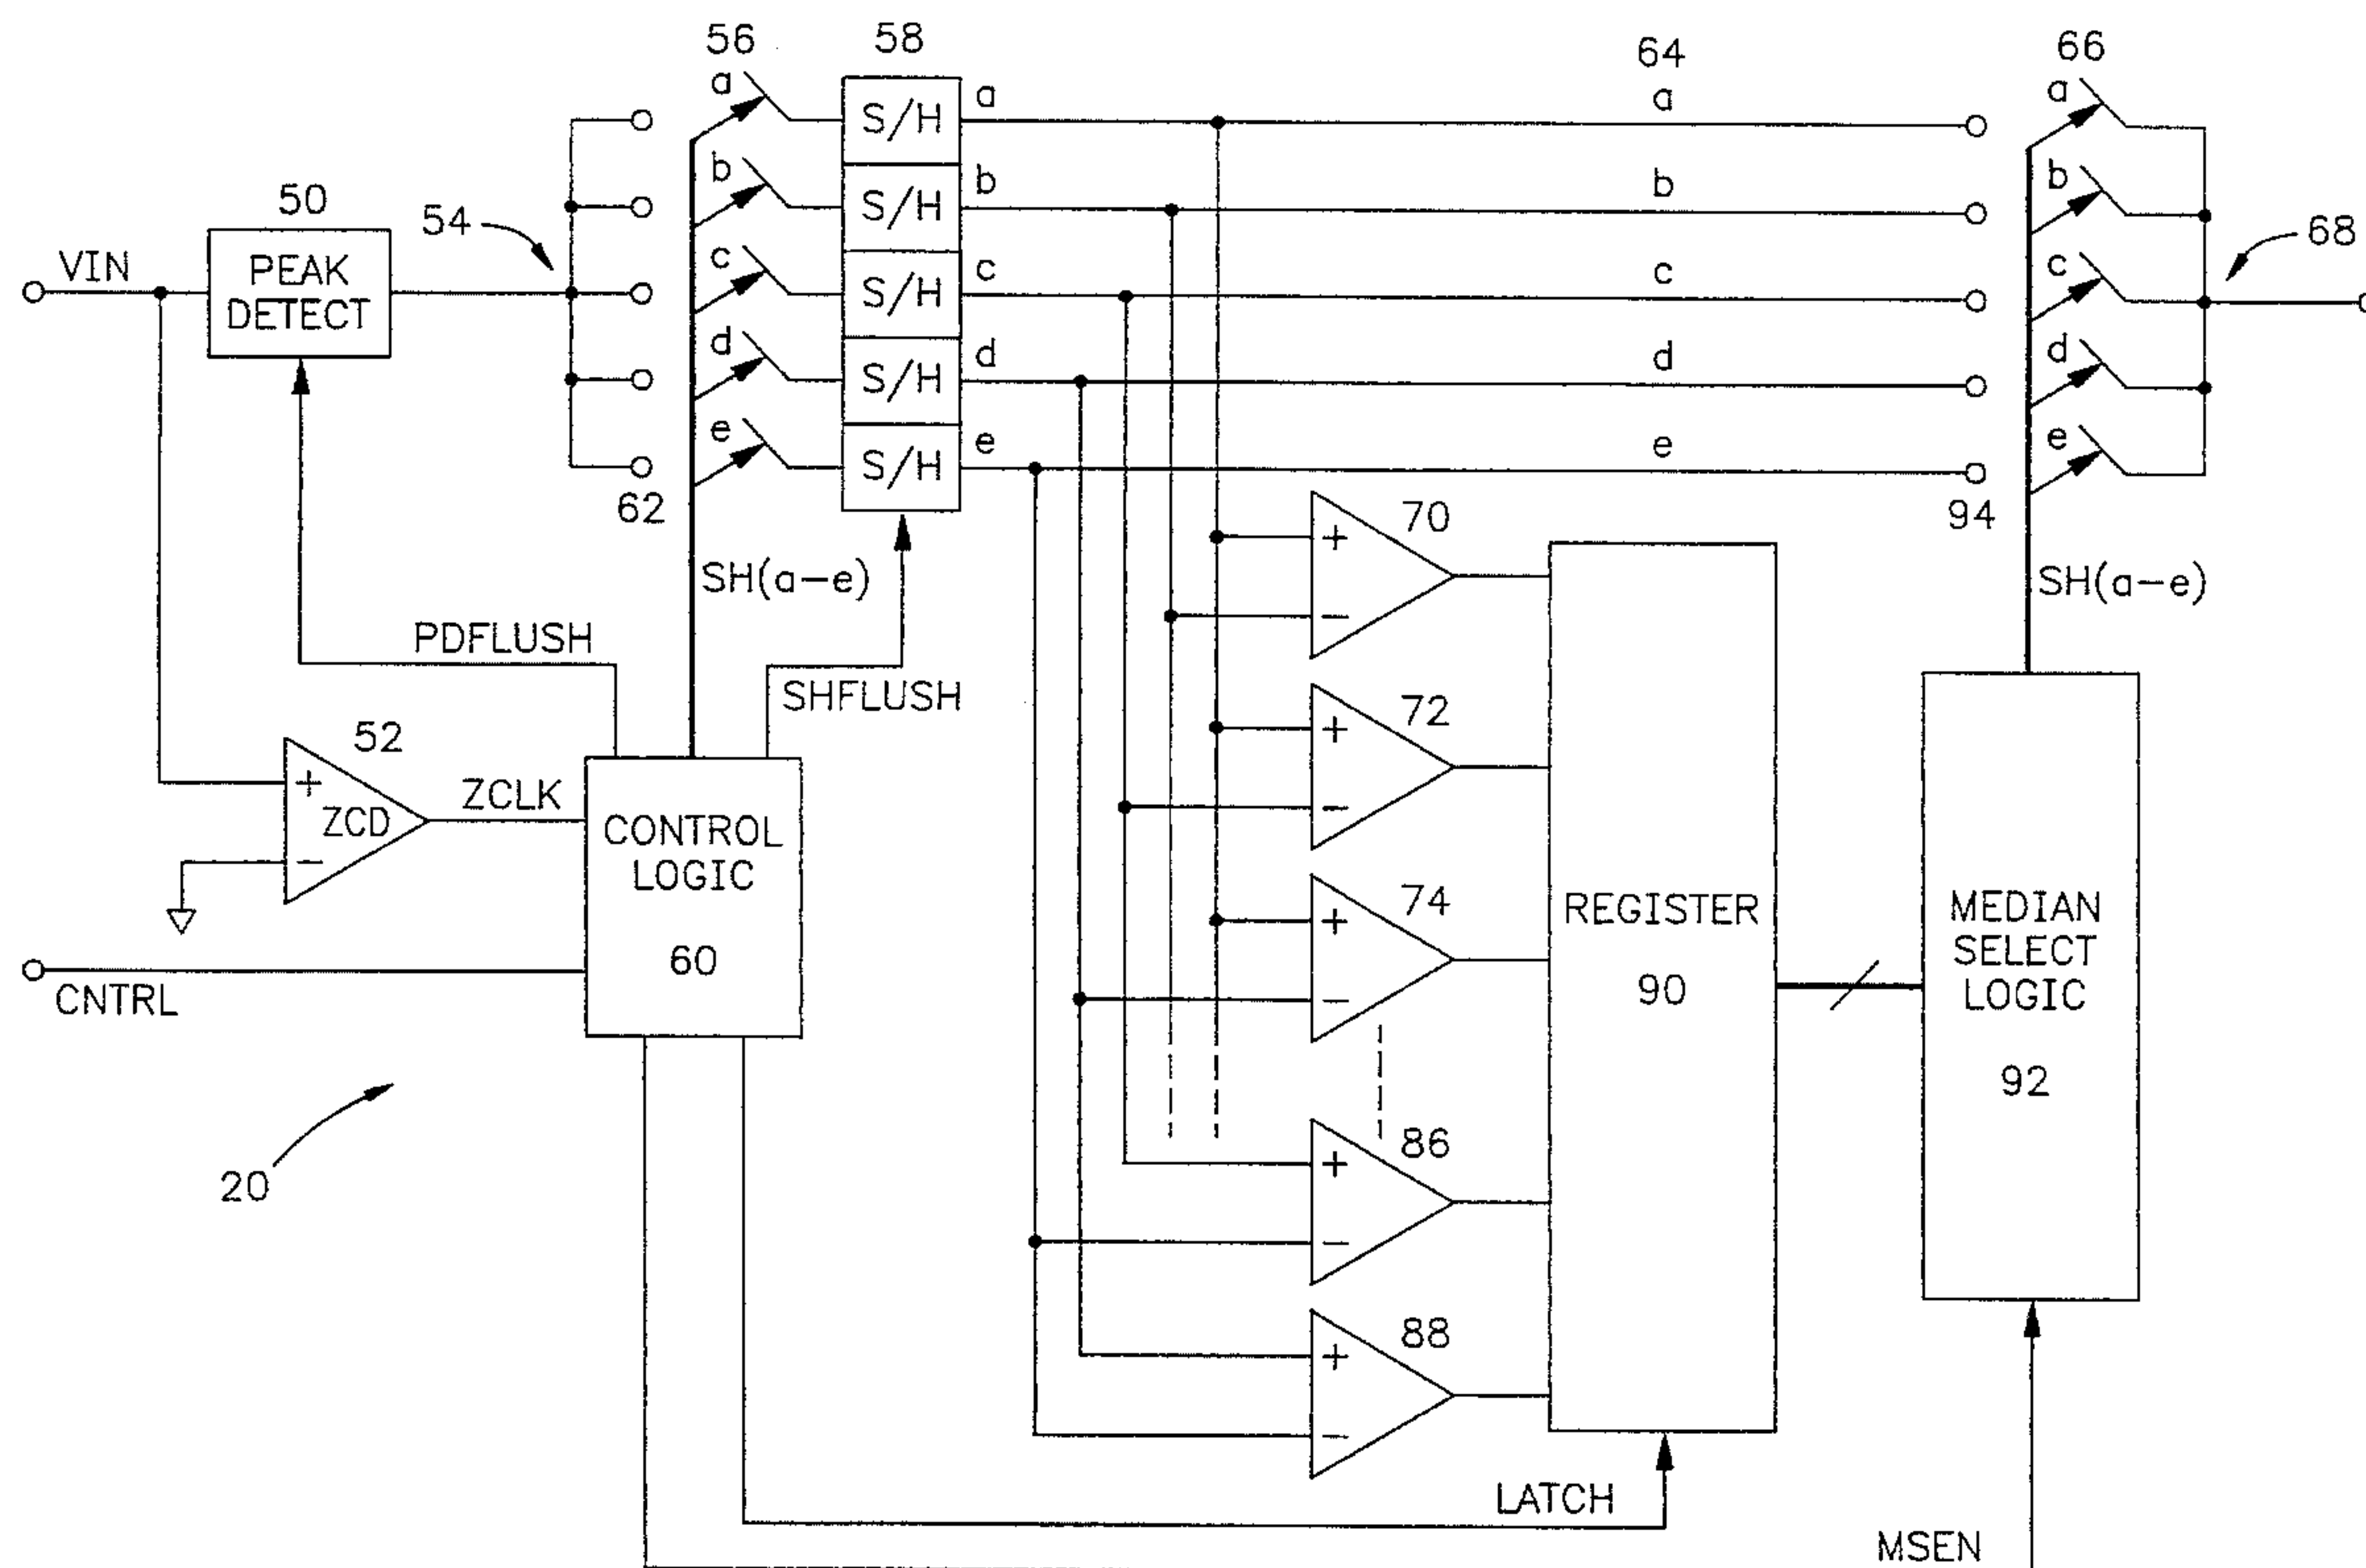 56
58
64
66
a
S/H
a
a
a
b
S/H
b
b
b
50
54
VIN
PEAK
DETECT
c
S/H
c
c
c
68
d
S/H
d
d
d
e
S/H
e
e
e
62
94
70
+
−
SH(a−e)
SH(a−e)
PDFLUSH
SHFLUSH
52
+
ZCD
−
ZCLK
CONTROL
LOGIC
60
CNTRL
20
72
+
−
74
+
−
REGISTER
90
MEDIAN
SELECT
LOGIC
92
86
+
−
88
+
−
LATCH
MSEN